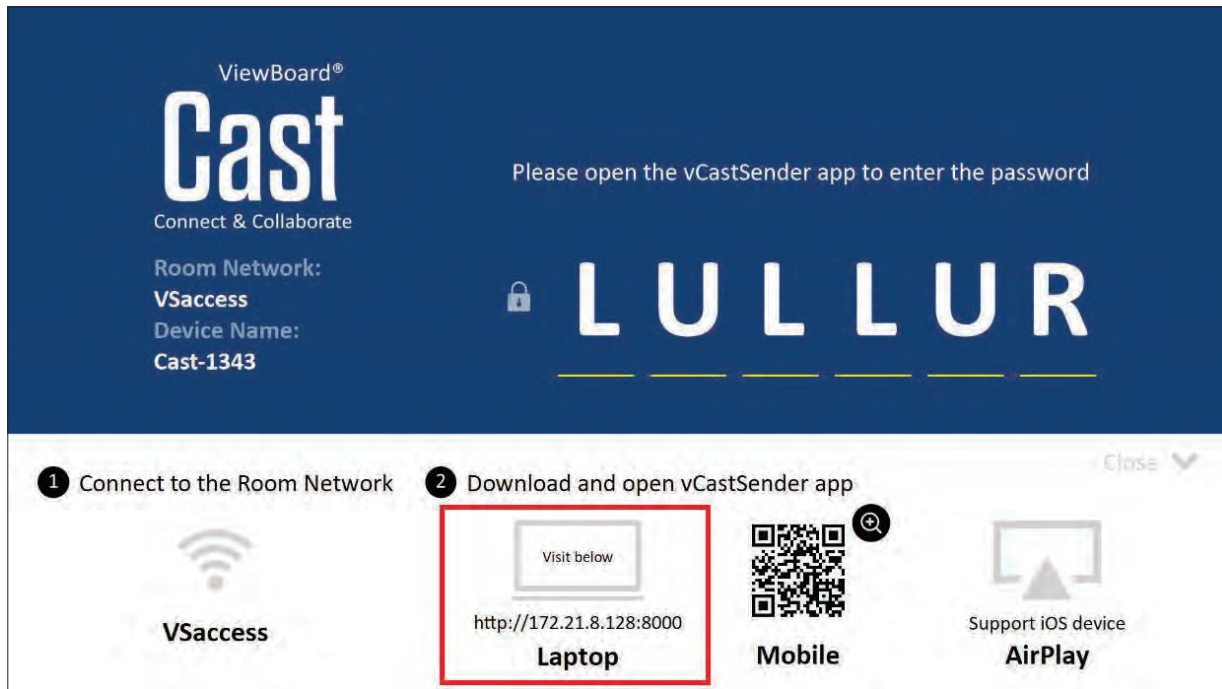 ViewBoard®
Cast
Connect & Collaborate
Room Network:
VSaccess
Device Name:
Cast-1343
Please open the vCastSender app to enter the password
L U L L U R
Close
1 Connect to the Room Network
VSaccess
2 Download and open vCastSender app
Visit below
http://172.21.8.128:8000
Laptop
Mobile
Support iOS device
AirPlay